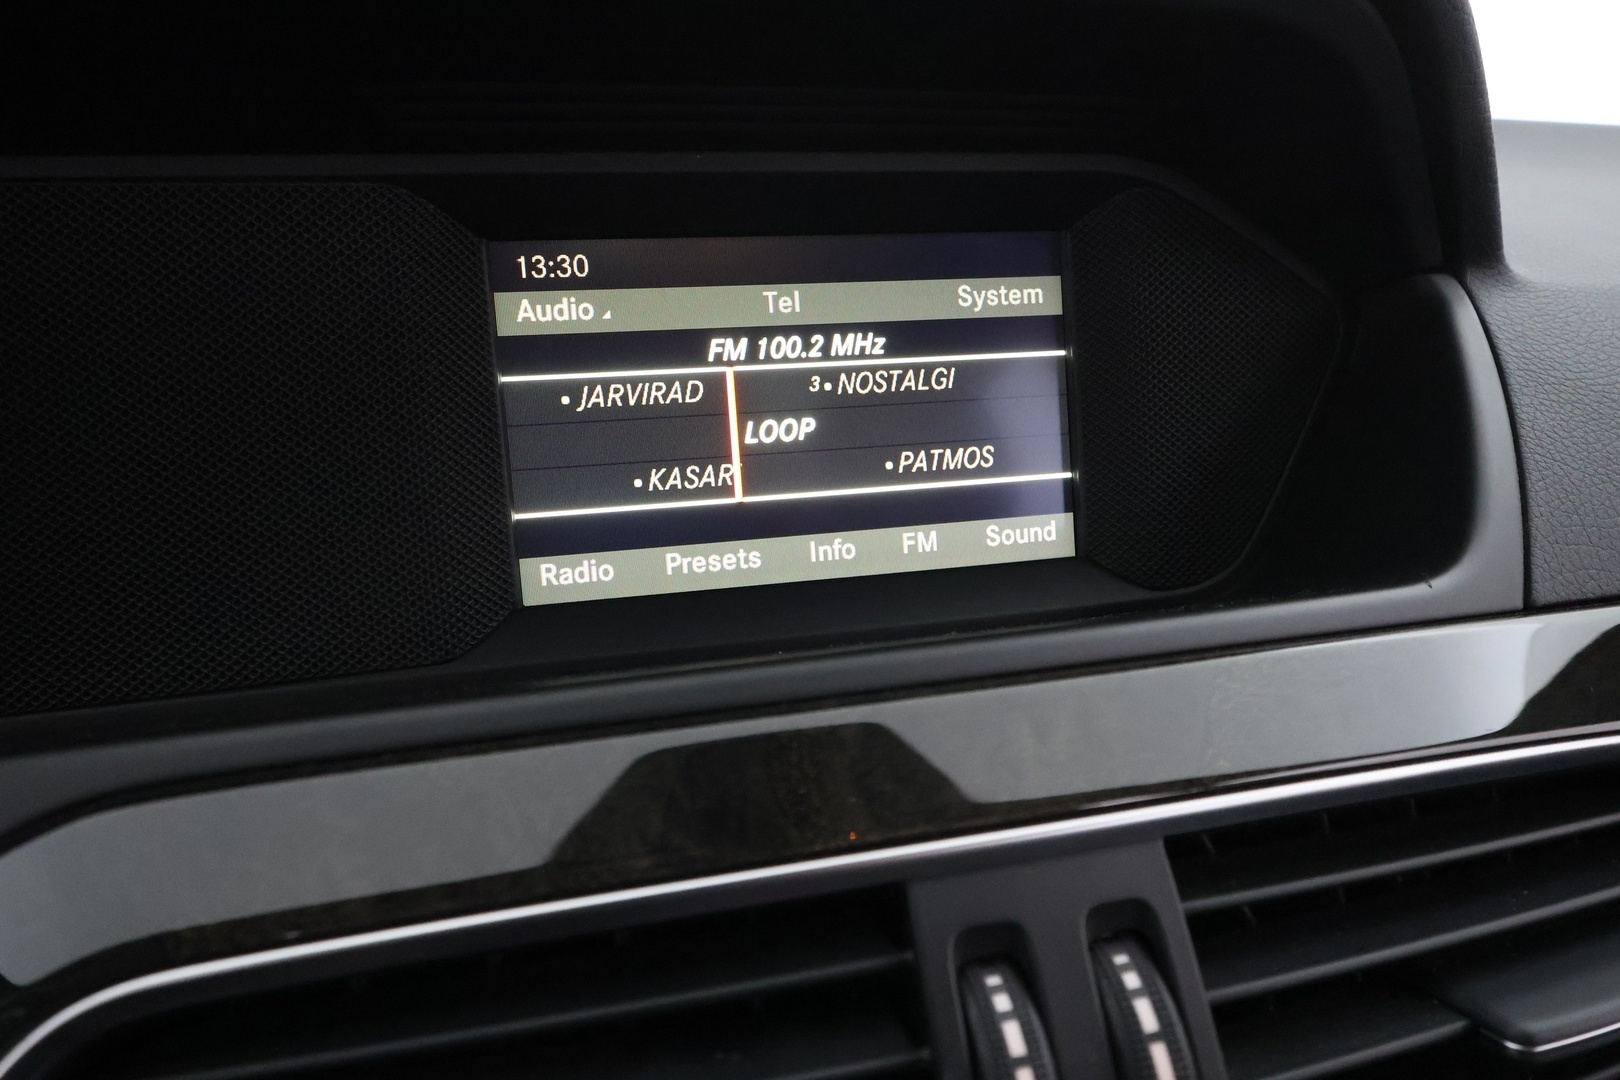 13:30
Audio Tel System
FM 100.2 MHz
• JARVIRAD 3• NOSTALGI
LOOP
• KASAR • PATMOS
Radio Presets Info FM Sound